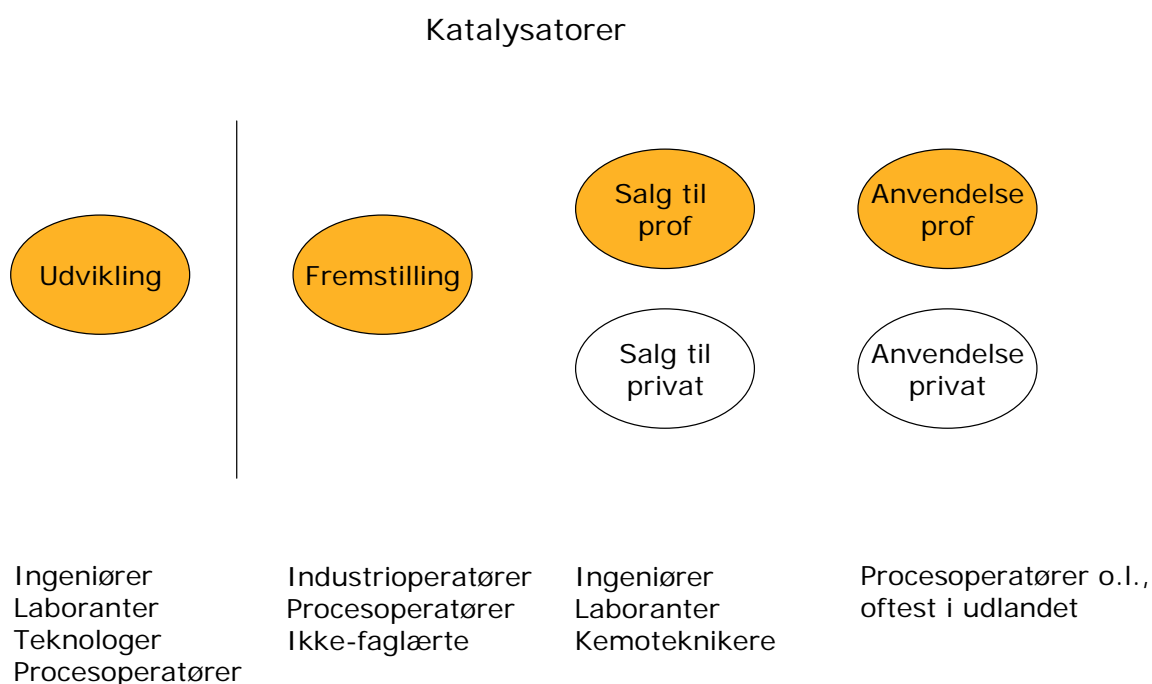 Katalysatorer
Udvikling
Fremstilling
Salg til
prof
Anvendelse
prof
Salg til
privat
Anvendelse
privat
Ingeniører
Laboranter
Teknologer
Procesoperatører
Industrioperatører
Procesoperatører
Ikke-faglærte
Ingeniører
Laboranter
Kemoteknikere
Procesoperatører o.l.,
oftest i udlandet